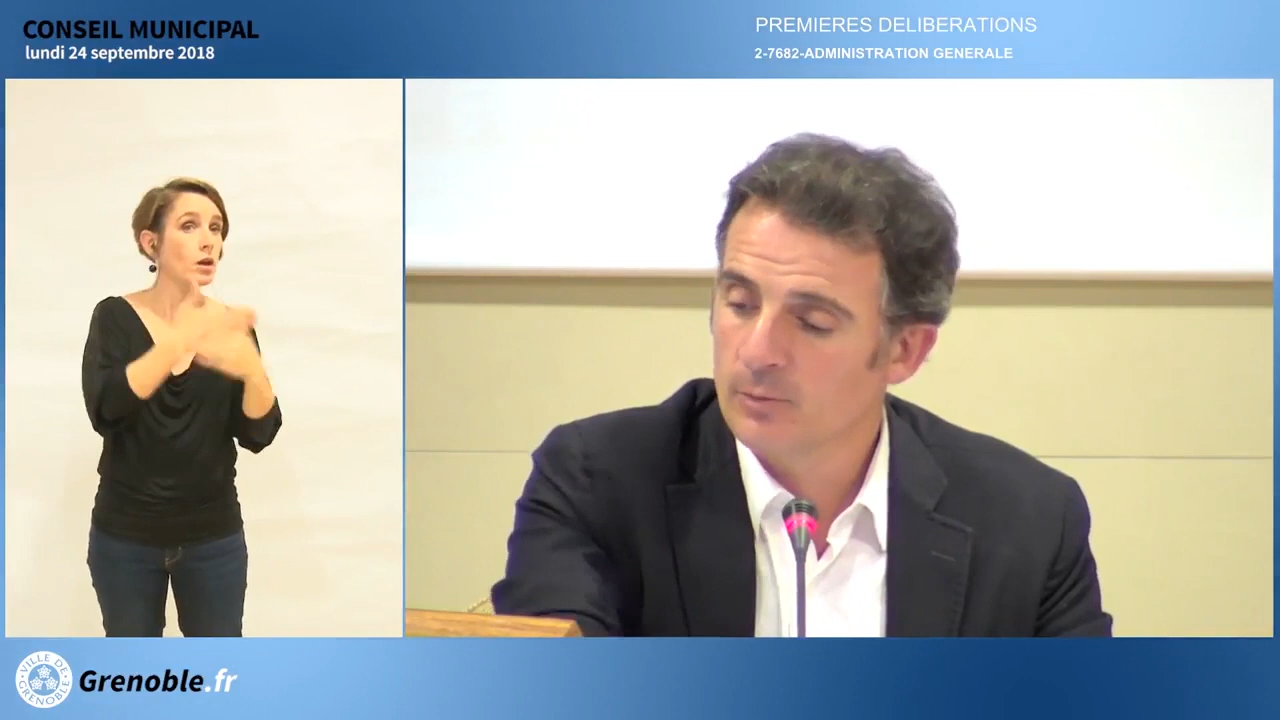 CONSEIL MUNICIPAL
lundi 24 septembre 2018
PREMIERES DELIBERATIONS
2-7682-ADMINISTRATION GENERALE
VILLE DE GRENOBLE
Grenoble.fr